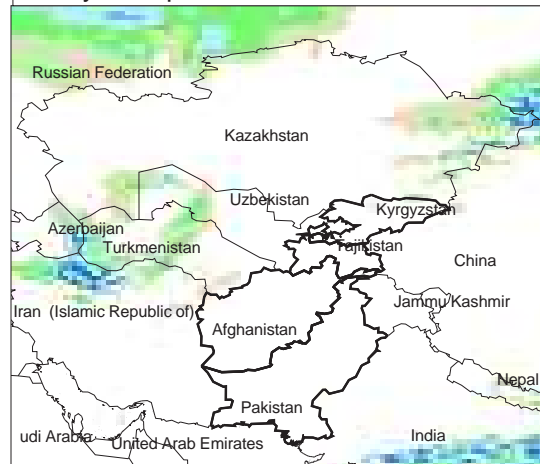 Russian Federation
Kazakhstan
Uzbekistan
Kyrgyzstan
Azerbaijan
Turkmenistan
Tajikistan
China
Jammu Kashmir
Iran (Islamic Republic of)
Afghanistan
Nepal
Pakistan
udi Arabia
United Arab Emirates
India